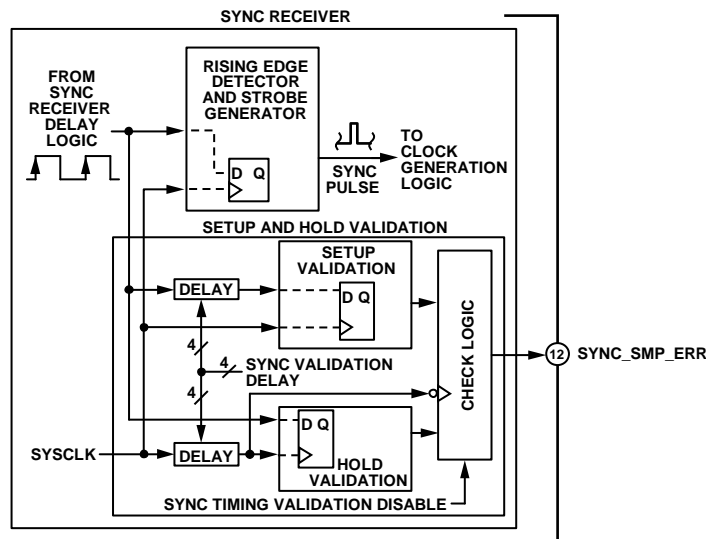 SYNC RECEIVER
FROM
SYNC
RECEIVER
DELAY
LOGIC
RISING EDGE
DETECTOR
AND STROBE
GENERATOR
D Q
SYNC
PULSE
TO
CLOCK
GENERATION
LOGIC
SETUP AND HOLD VALIDATION
SETUP
VALIDATION
DELAY
D Q
4
4
SYNC VALIDATION
DELAY
4
CHECK LOGIC
12 SYNC_SMP_ERR
D Q
SYSCLK
DELAY
HOLD
VALIDATION
SYNC TIMING VALIDATION DISABLE